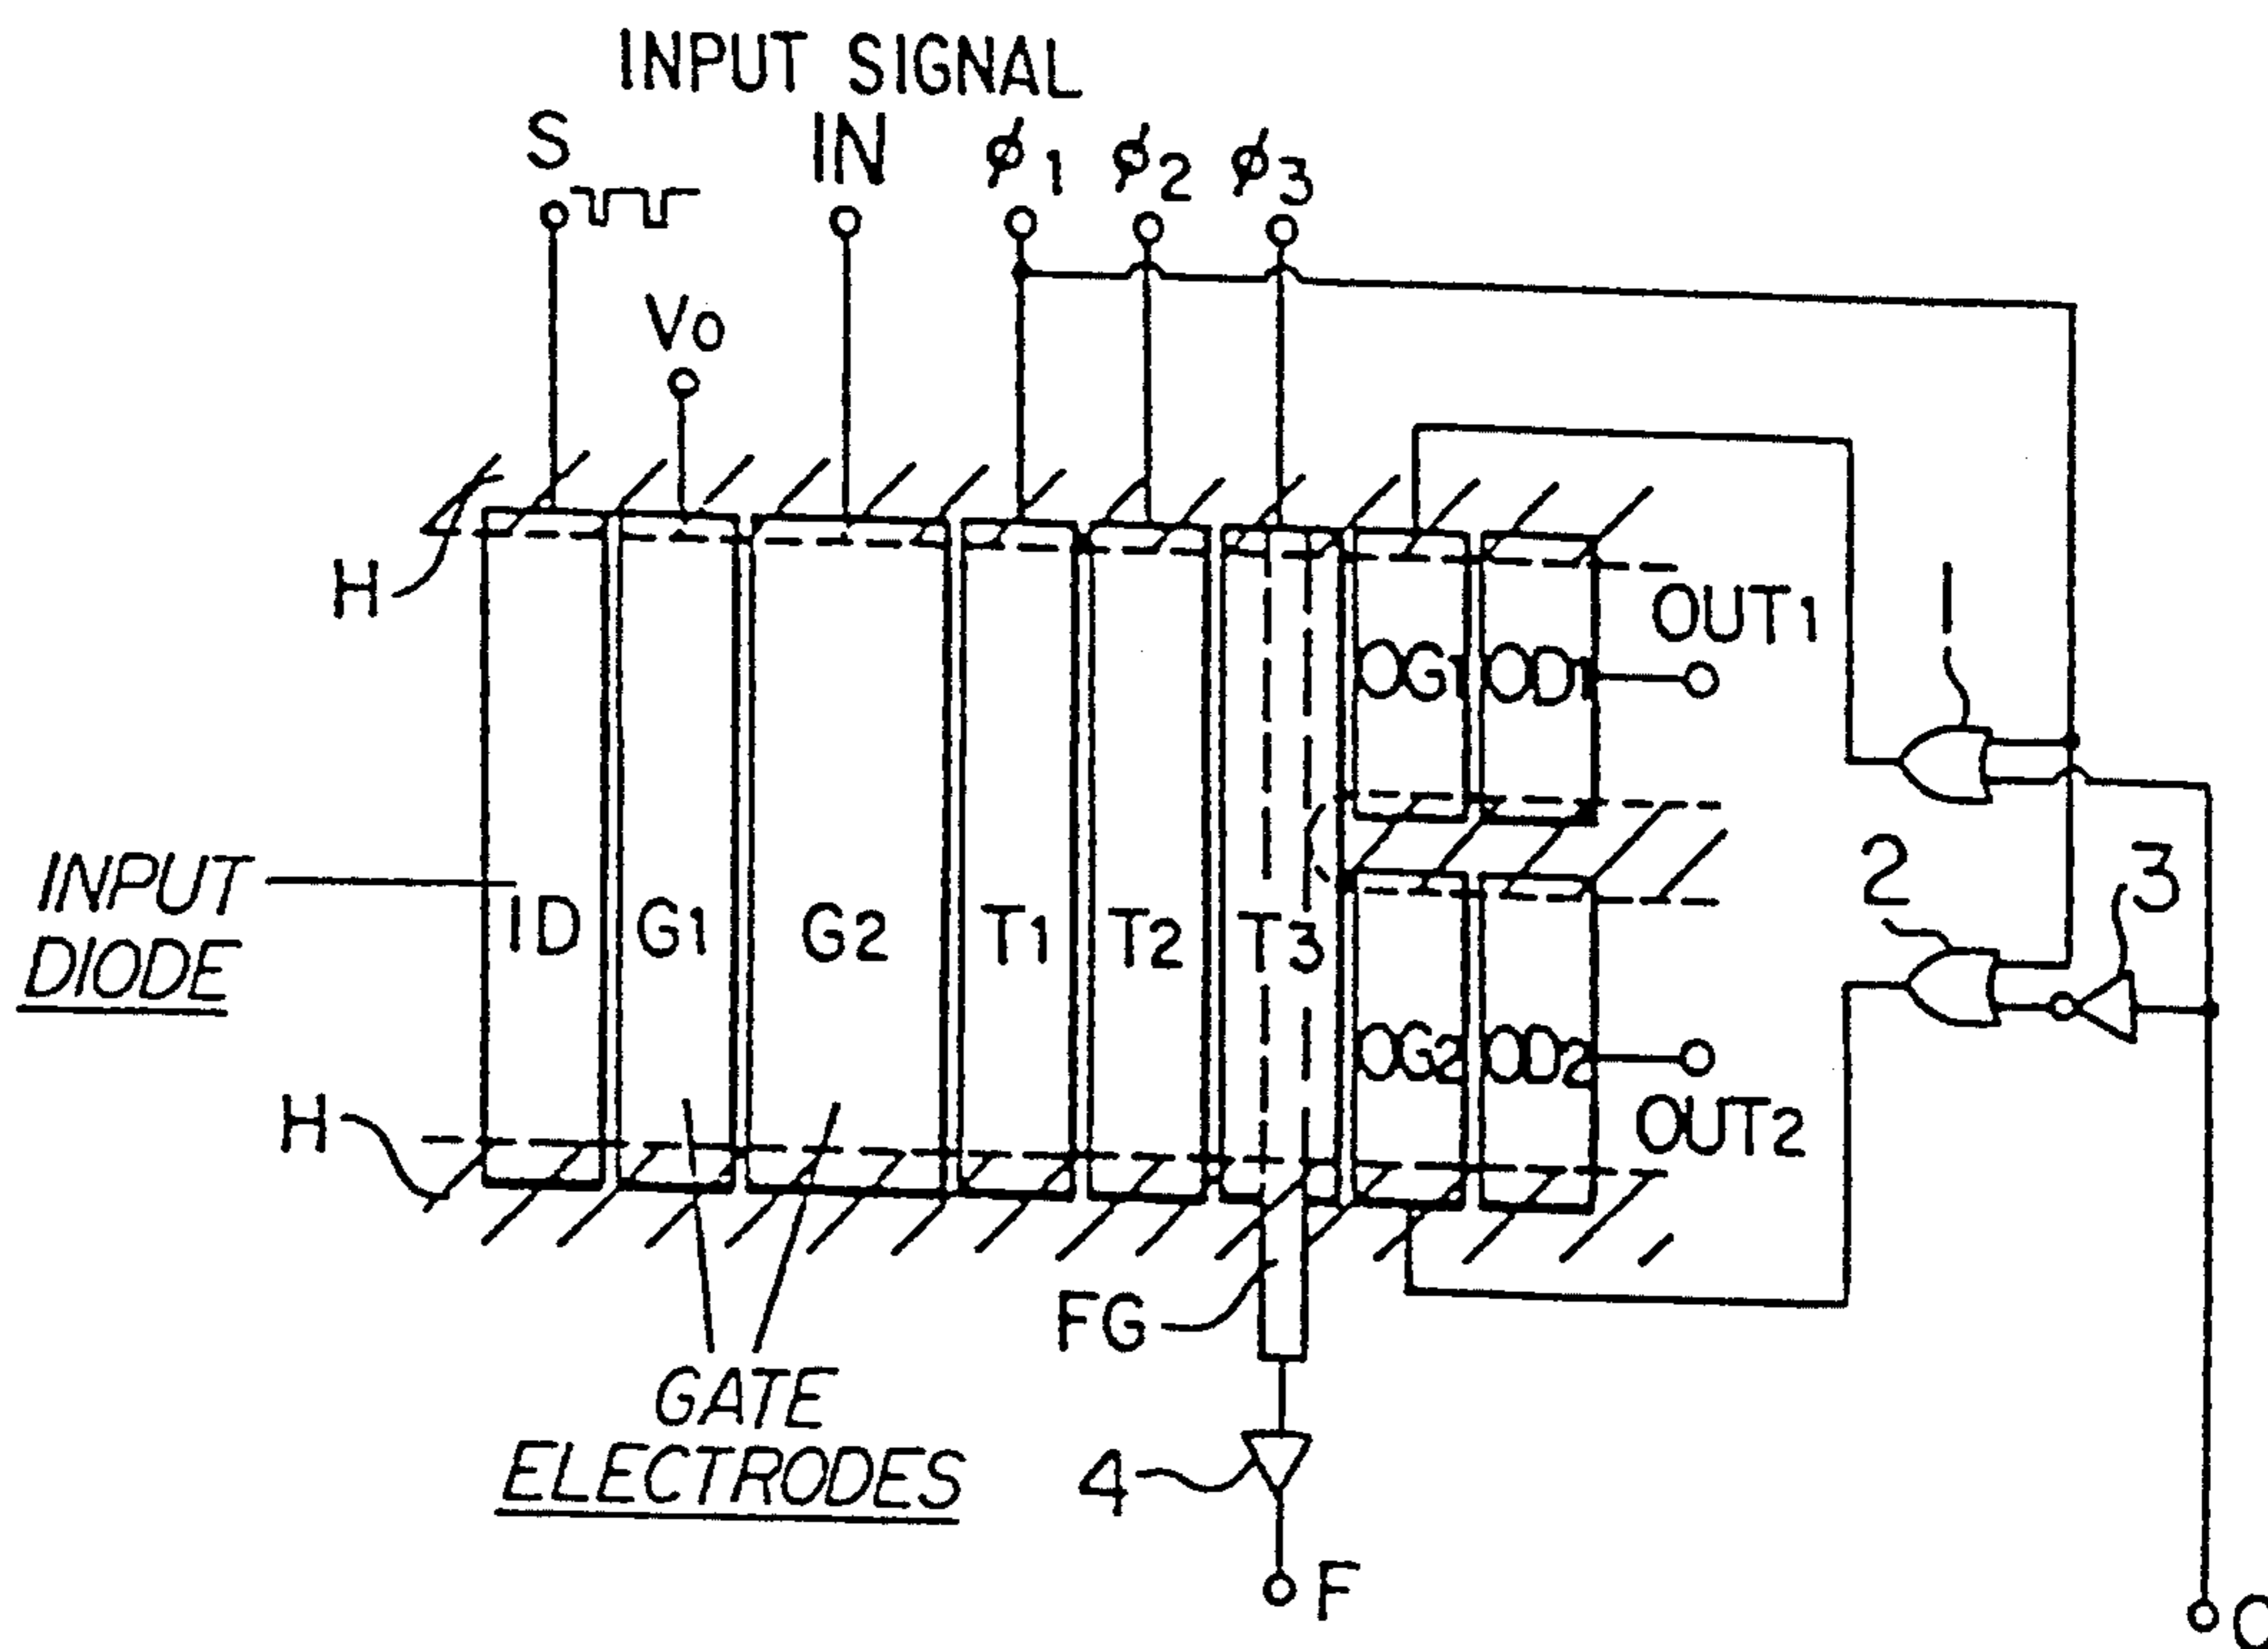 INPUT SIGNAL
S
IN
ϕ1
ϕ2
ϕ3
Vo
H
OUT1
1
OG1
OD1
2
3
INPUT
DIODE
ID
G1
G2
T1
T2
T3
OG2
OD2
OUT2
H
FG
GATE
ELECTRODES
4
F